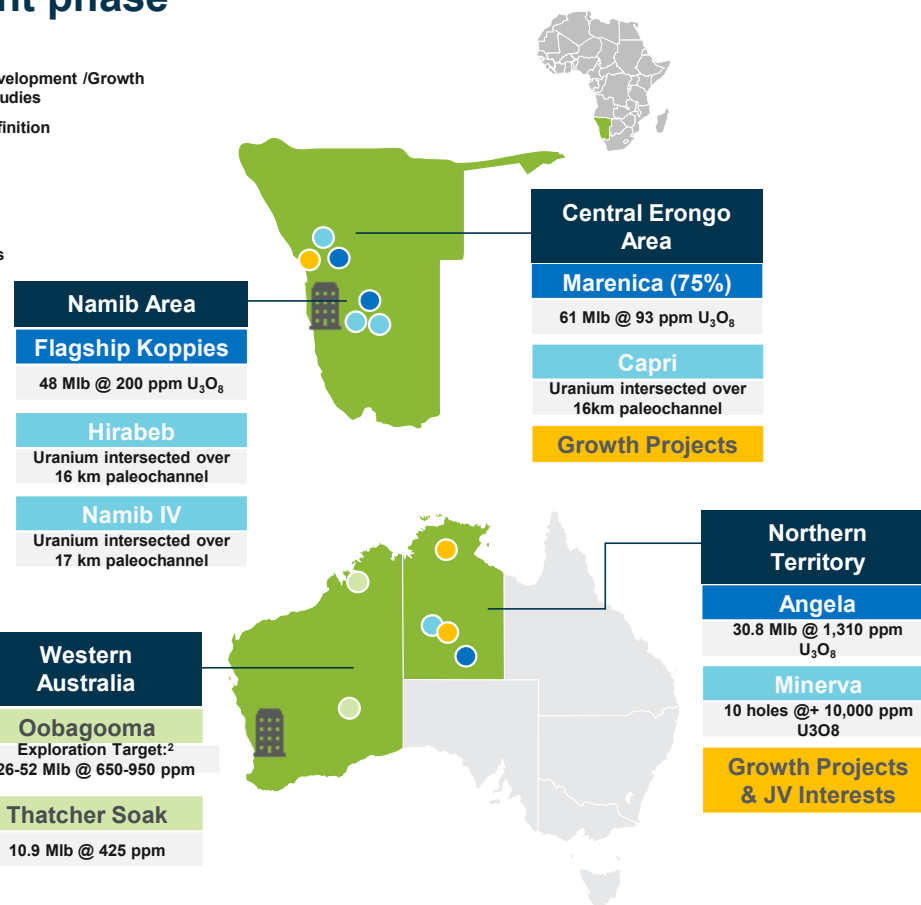 nt phase
velopment /Growth
tudies
finition
s
Central Erongo
Area
Marenica (75%)
61 Mlb @ 93 ppm U₃O₈
Capri
Uranium intersected over
16km paleochannel
Growth Projects
Namib Area
Flagship Koppies
48 Mlb @ 200 ppm U₃O₈
Hirabeb
Uranium intersected over
16 km paleochannel
Namib IV
Uranium intersected over
17 km paleochannel
Northern
Territory
Angela
30.8 Mlb @ 1,310 ppm
U₃O₈
Minerva
10 holes @+ 10,000 ppm
U3O8
Growth Projects
& JV Interests
Western
Australia
Oobagooma
Exploration Target:²
26-52 Mlb @ 650-950 ppm
Thatcher Soak
10.9 Mlb @ 425 ppm